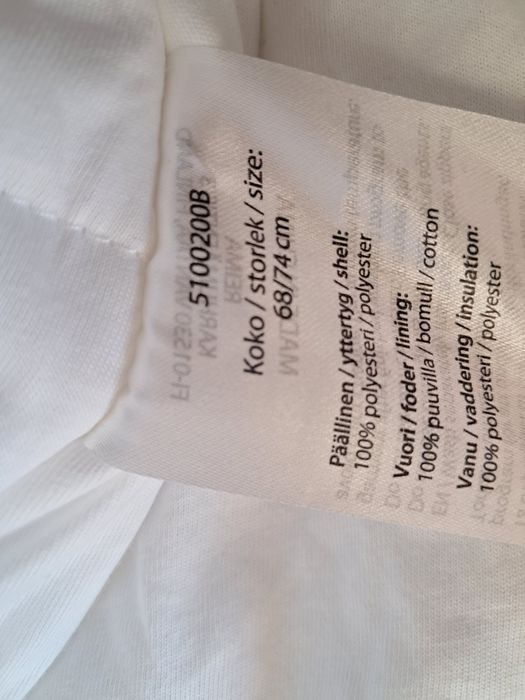 5100200B
Koko / storlek / size:
68/74 cm
Päällinen / yttertyg / shell:
100% polyesteri / polyester
Vuori / foder / lining:
100% puuvilla / bomull / cotton
Vanu / vaddering / insulation:
100% polyesteri / polyester